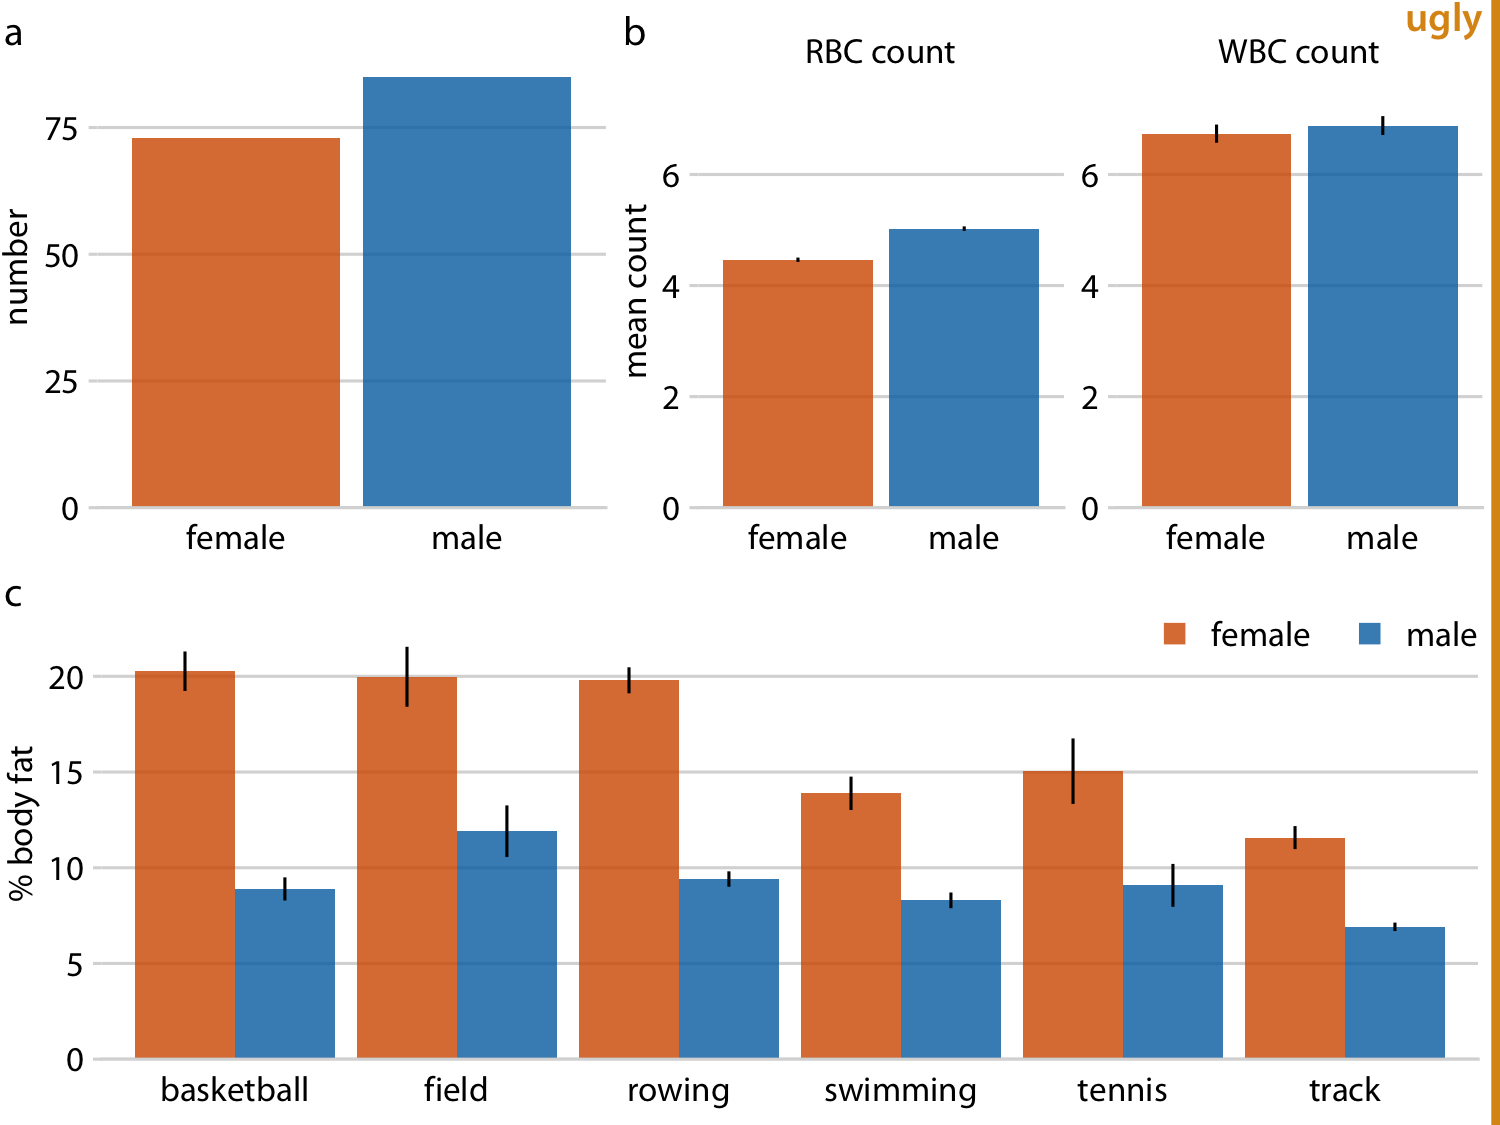 a
b
ugly
RBC count
WBC count
number
75
50
25
0
female
male
mean count
6
4
2
0
female
male
6
4
2
0
female
male
c
female
male
% body fat
20
15
10
5
0
basketball
field
rowing
swimming
tennis
track